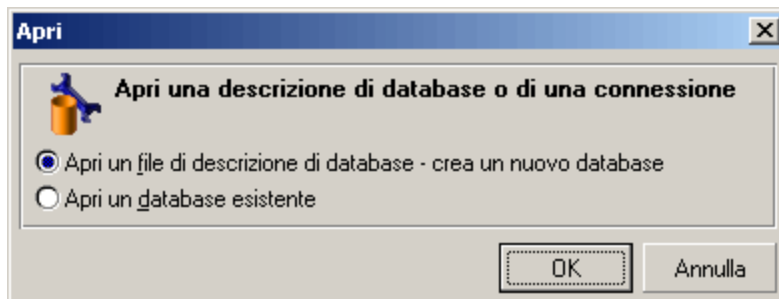 Apri
Apri una descrizione di database o di una connessione
Apri un file di descrizione di database - crea un nuovo database
Apri un database esistente
OK
Annulla